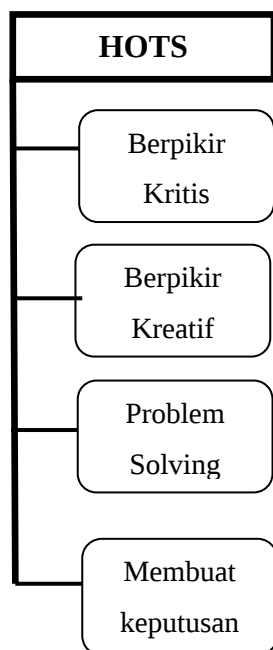 HOTS
Berpikir
Kritis
Berpikir
Kreatif
Problem
Solving
Membuat
keputusan